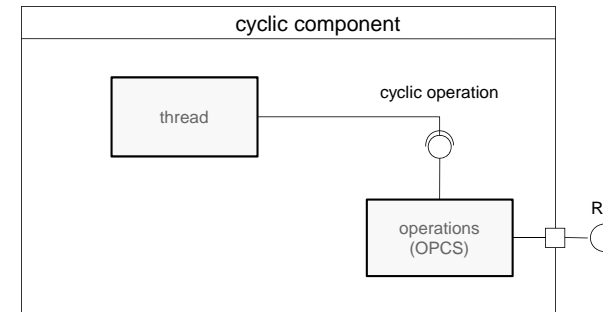 cyclic component
cyclic operation
thread
operations
(OPCS)
R